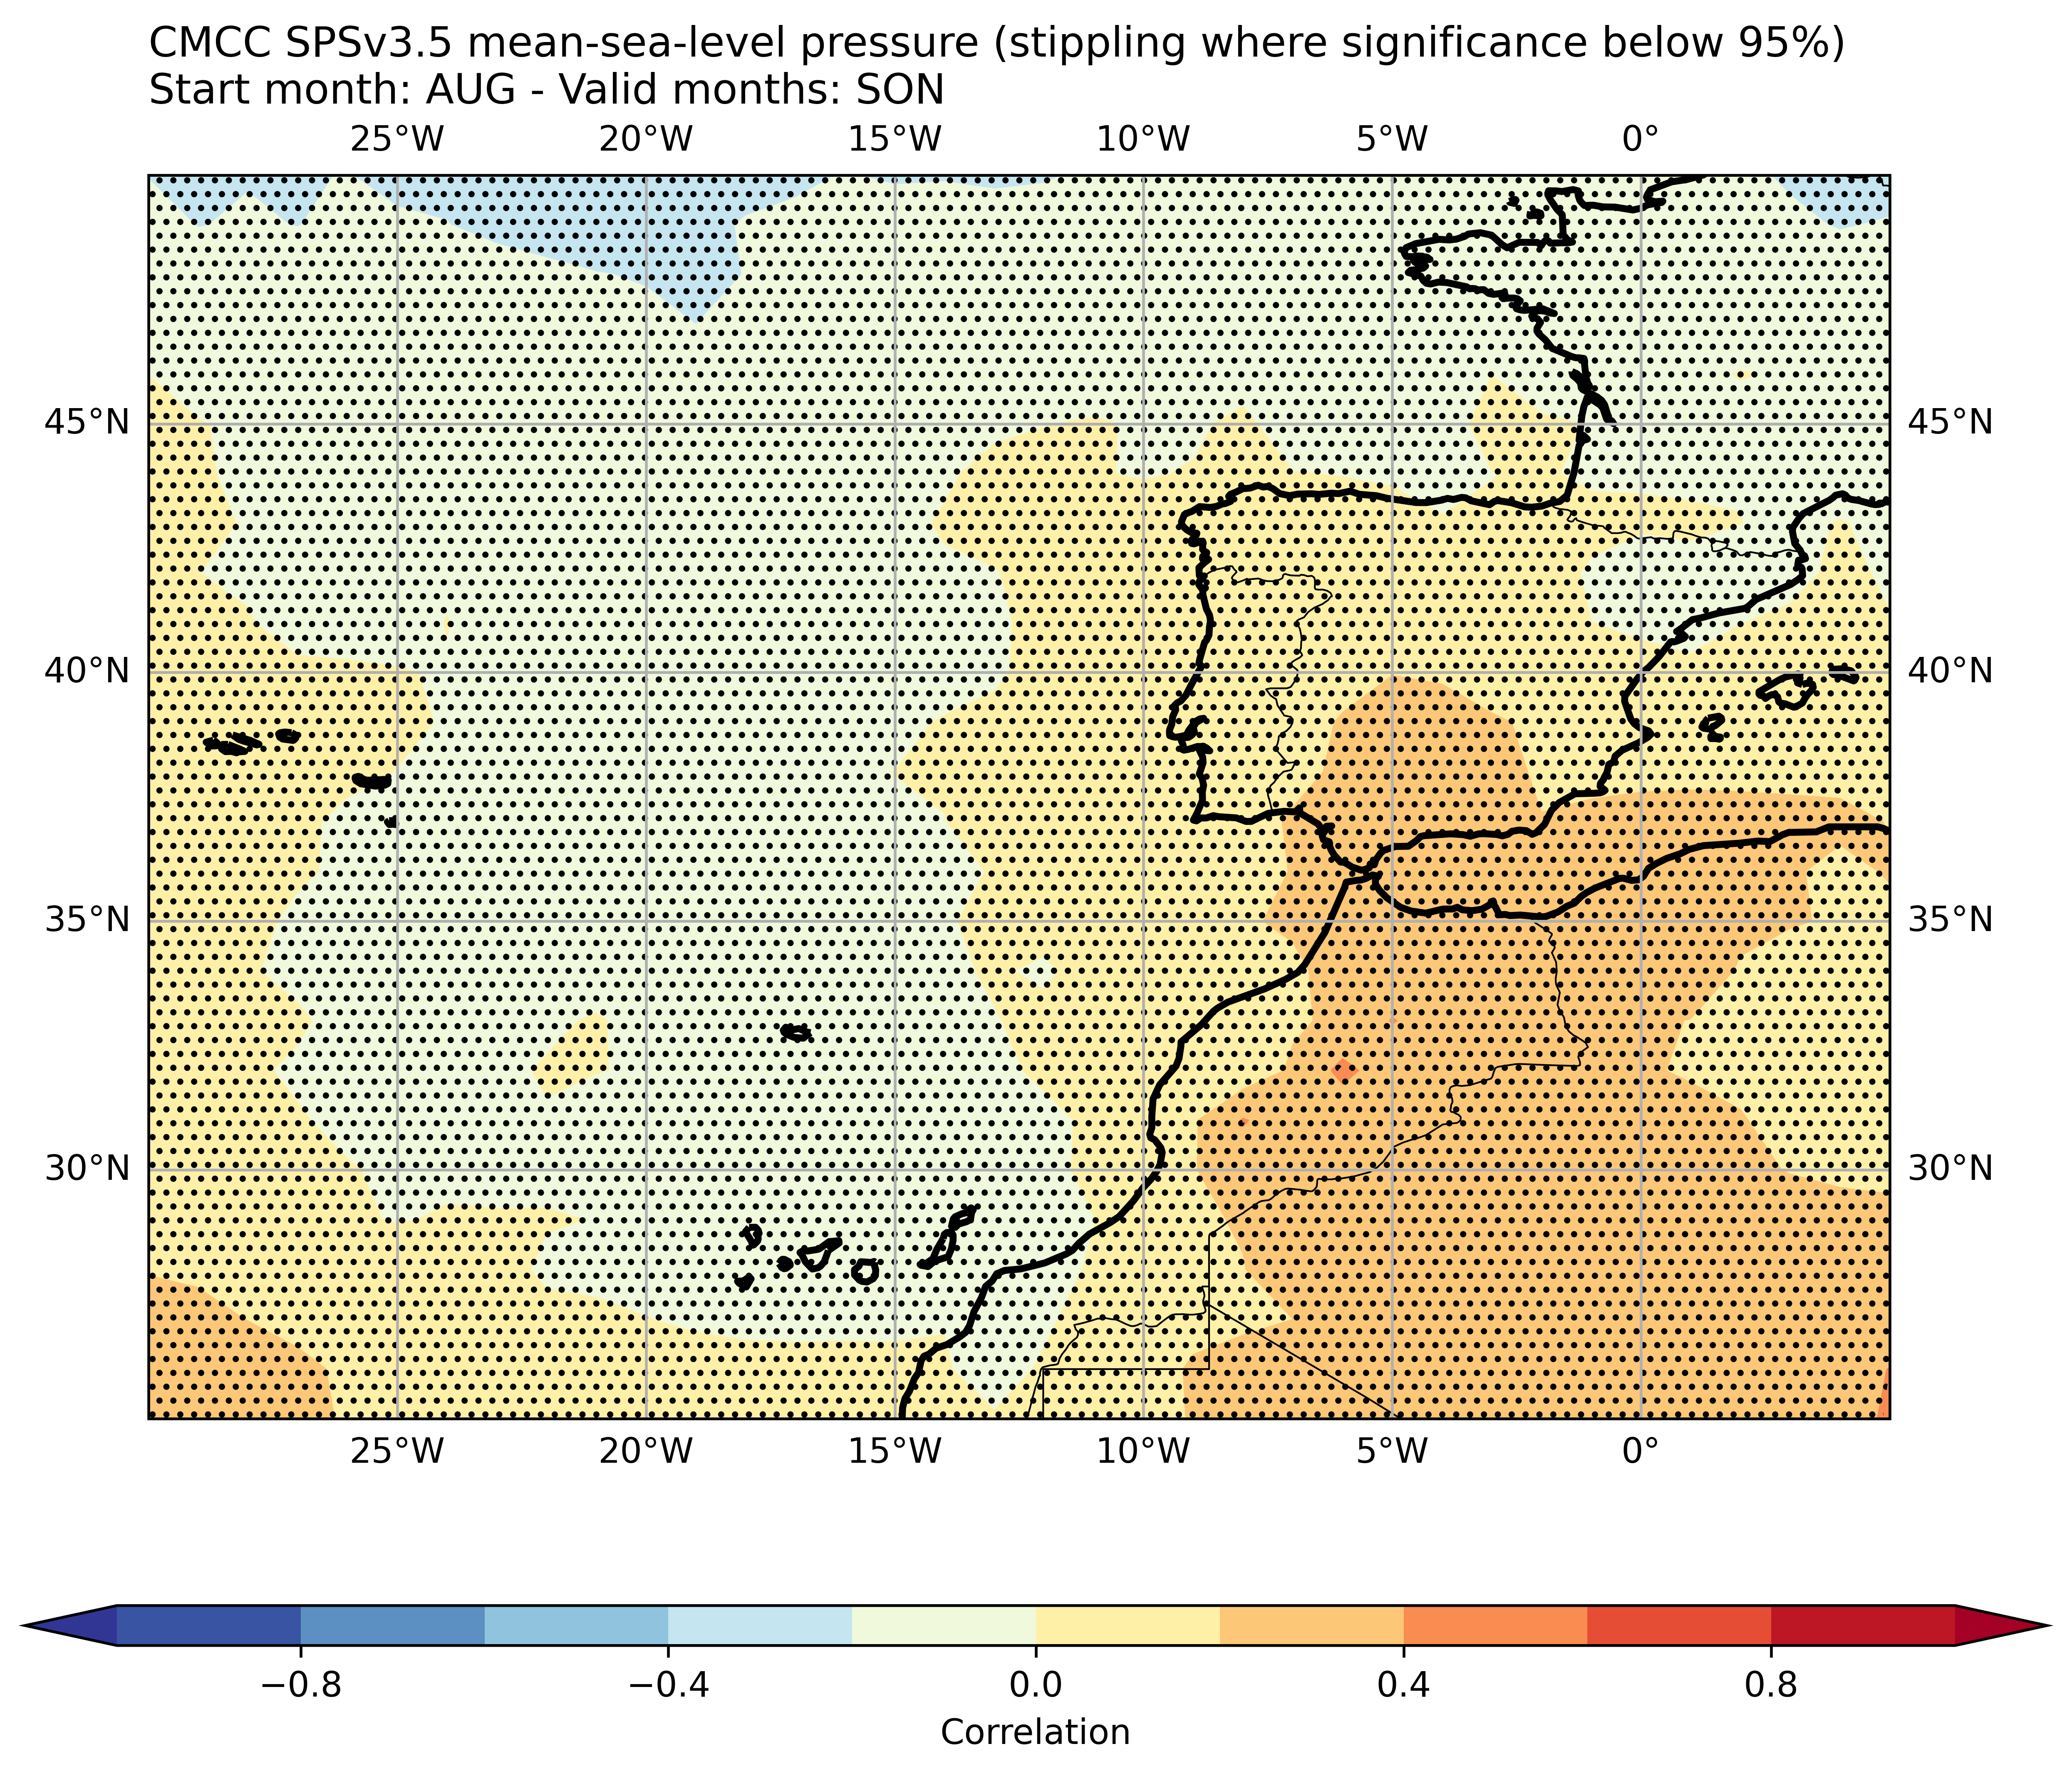 CMCC SPSv3.5 mean-sea-level pressure (stippling where significance below 95%)
Start month: AUG - Valid months: SON
25°W 20°W 15°W 10°W 5°W 0°
45°N 45°N
40°N 40°N
35°N 35°N
30°N 30°N
25°W 20°W 15°W 10°W 5°W 0°
−0.8 −0.4 0.0 0.4 0.8
Correlation